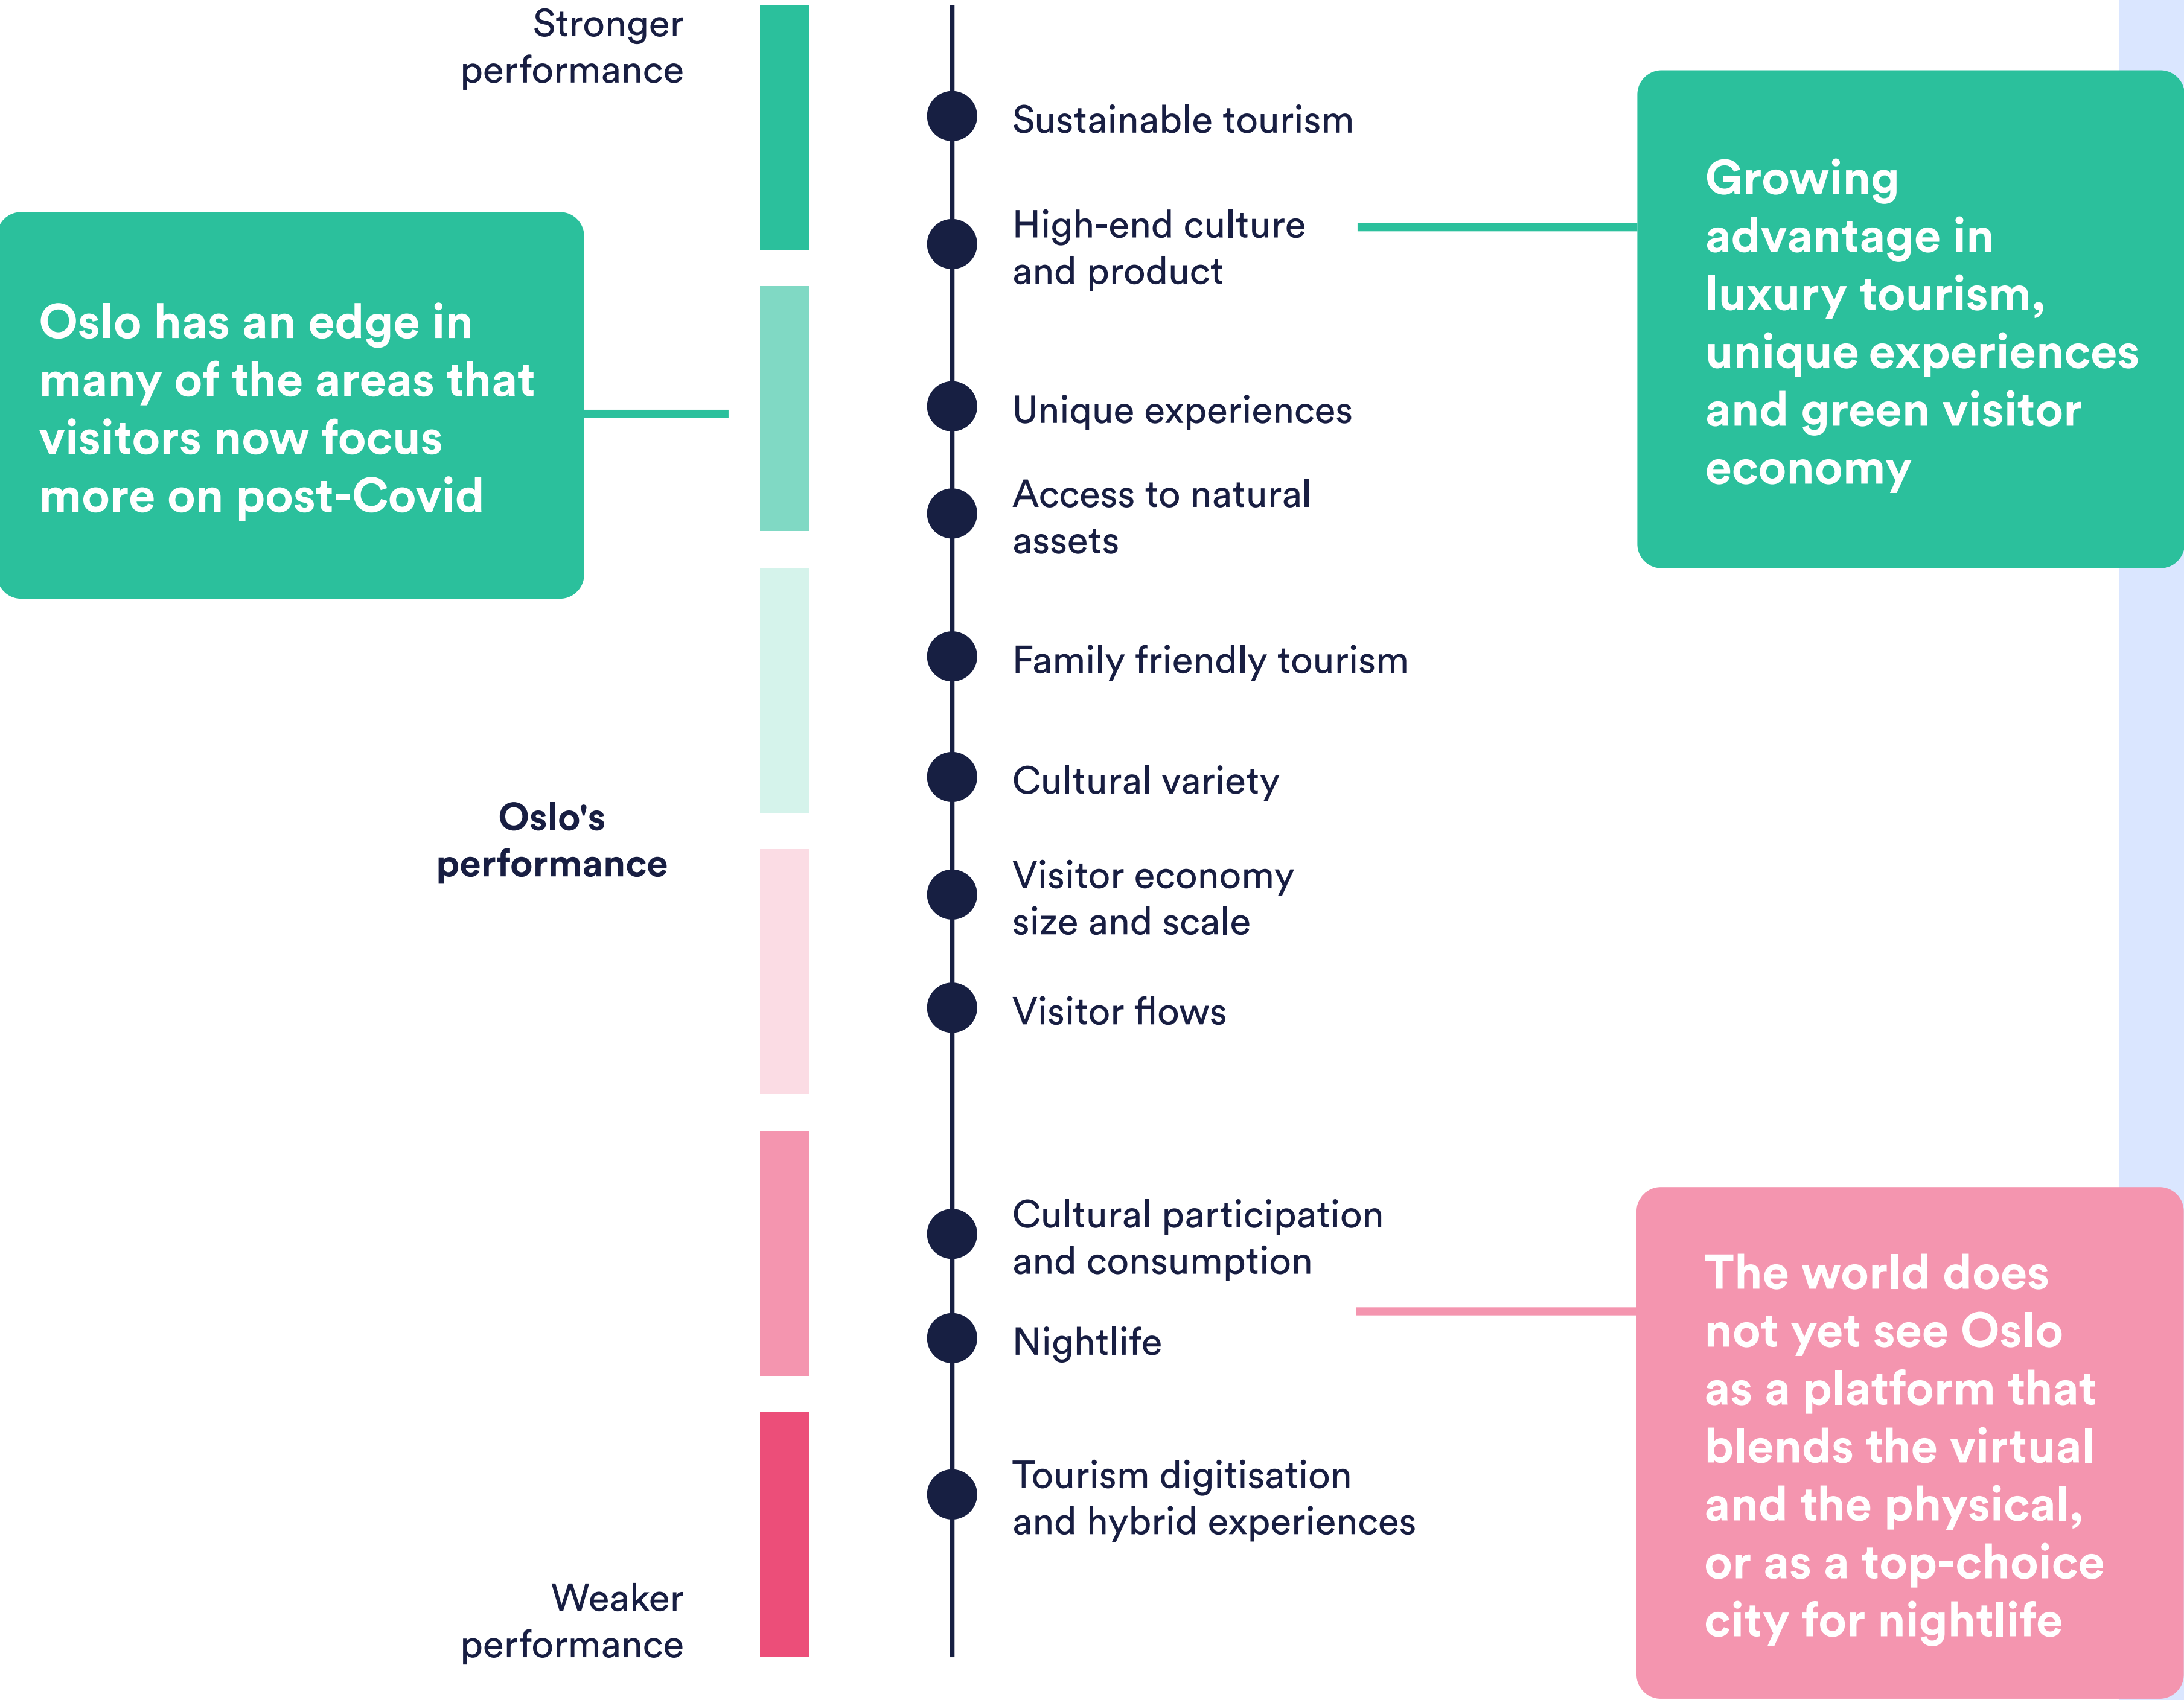 Stronger
performance
Oslo has an edge in
many of the areas that
visitors now focus
more on post-Covid
Oslo's
performance
Weaker
performance
Sustainable tourism
High-end culture
and product
Unique experiences
Access to natural
assets
Family friendly tourism
Cultural variety
Visitor economy
size and scale
Visitor flows
Cultural participation
and consumption
Nightlife
Tourism digitisation
and hybrid experiences
Growing
advantage in
luxury tourism,
unique experiences
and green visitor
economy
The world does
not yet see Oslo
as a platform that
blends the virtual
and the physical,
or as a top-choice
city for nightlife